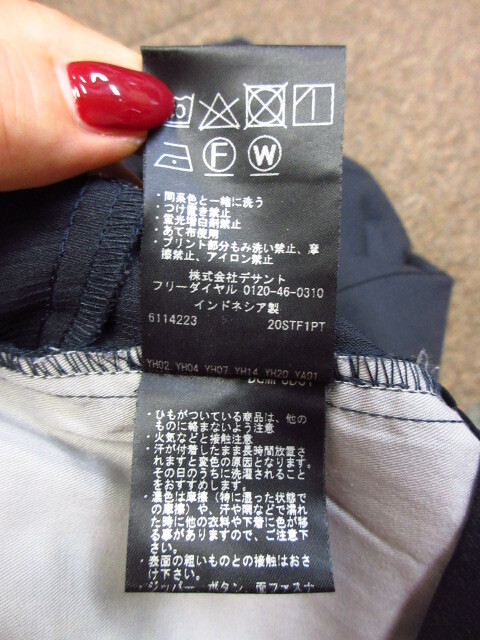 F W
・同系色と一緒に洗う
・つけ置き禁止
・蛍光増白剤禁止
・あて布使用
・プリント部分もみ洗い禁止、摩
擦禁止、アイロン禁止
株式会社デサント
フリーダイヤル 0120-46-0310
インドネシア製
6114223 20STF1PT
YH02 YH04 YH07 YH14 YH20 YA01
・ひもがついている商品は、他の
ものに絡まないよう注意
・火気などと接触注意
・汗が付着したまま長時間放置さ
れますと変色の原因となります。
その日のうちに洗濯されること
をおすすめします。
・濃色は摩擦（特に湿った状態で
の摩擦）や、汗や雨などで濡れ
た時に他の衣料や下着に色が移
る事がありますので、ご注意下
さい。
・表面の粗いものとの接触はおさ
け下さい。
・ジッパー ボタン 面ファスナ